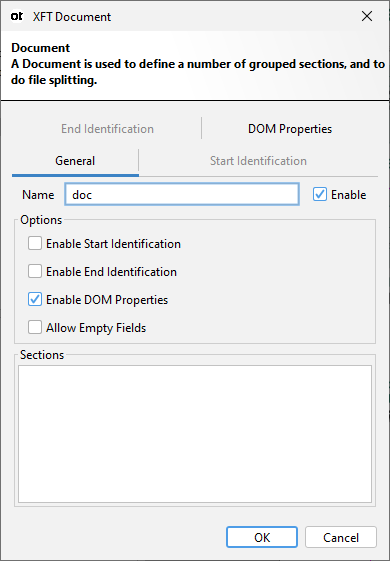 ot XFT Document
Document
A Document is used to define a number of grouped sections, and to
do file splitting.
End Identification DOM Properties
General Start Identification
Name doc Enable
Options
Enable Start Identification
Enable End Identification
Enable DOM Properties
Allow Empty Fields
Sections
OK Cancel